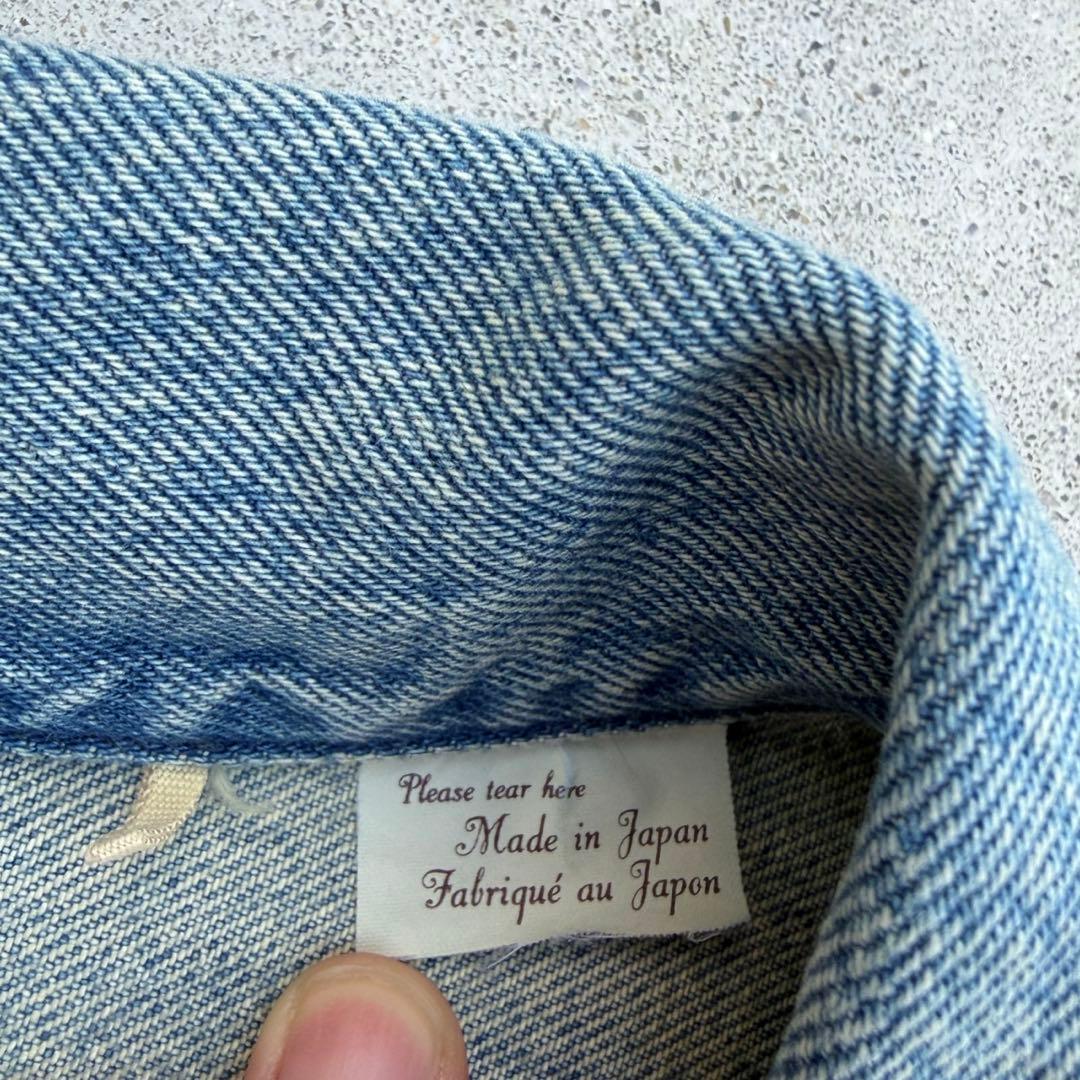 Please tear here
Made in Japan
Fabriqué au Japon